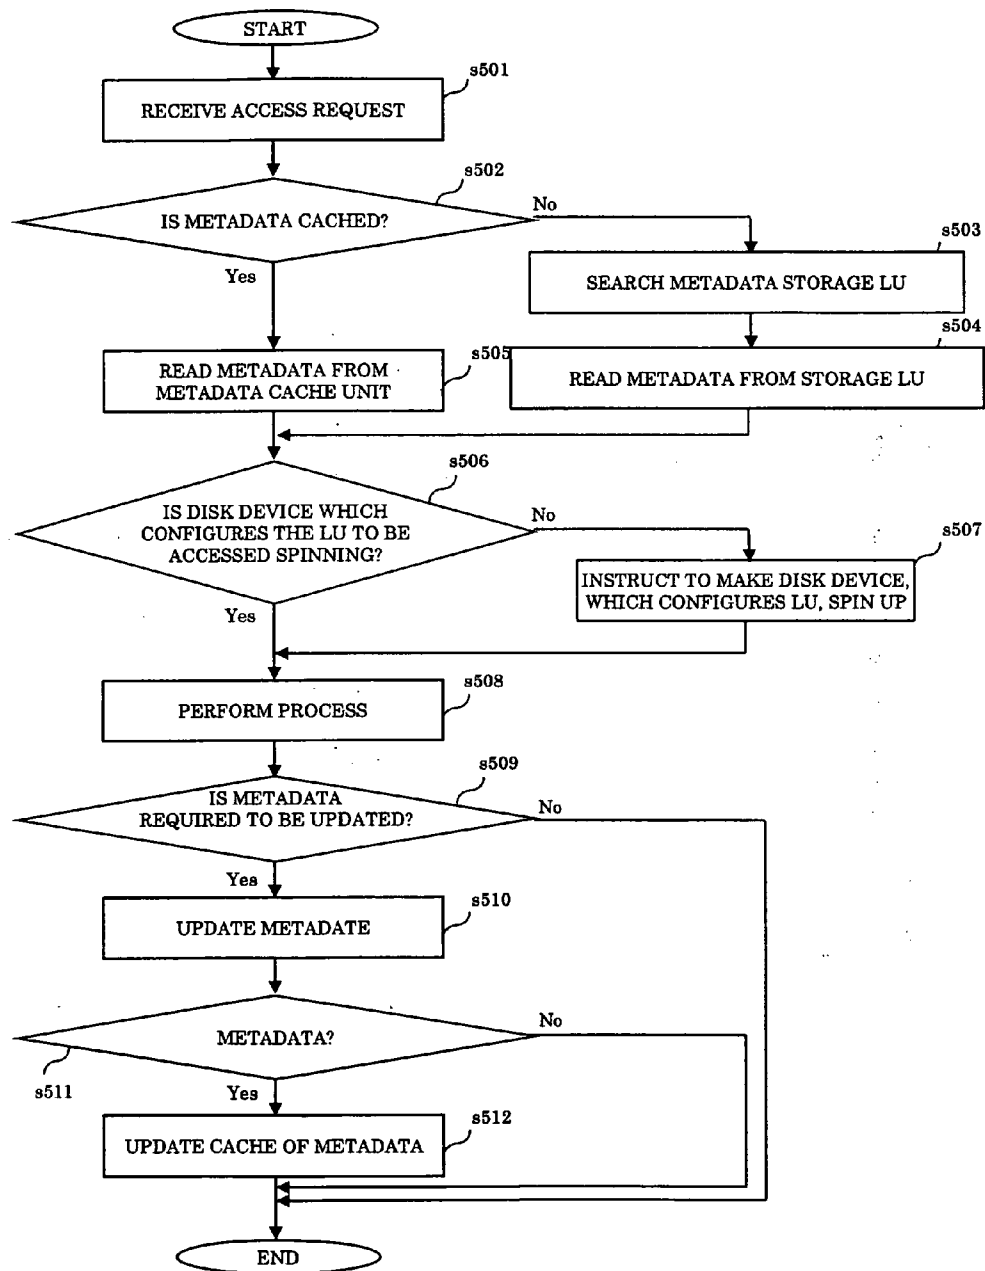 START
s501
RECEIVE ACCESS REQUEST
s502
IS METADATA CACHED?
No
Yes
s503
SEARCH METADATA STORAGE LU
s504
READ METADATA FROM STORAGE LU
s505
READ METADATA FROM
METADATA CACHE UNIT
s506
IS DISK DEVICE WHICH
CONFIGURES THE LU TO BE
ACCESSED SPINNING?
No
Yes
s507
INSTRUCT TO MAKE DISK DEVICE,
WHICH CONFIGURES LU, SPIN UP
s508
PERFORM PROCESS
s509
IS METADATA
REQUIRED TO BE UPDATED?
No
Yes
s510
UPDATE METADATE
METADATA?
No
s511
Yes
s512
UPDATE CACHE OF METADATA
END